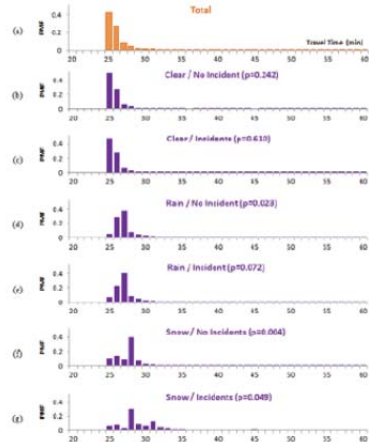 Total
0.4
(a) PMF 0.2
Travel Time (min)
0
20 25 30 35 40 45 50 55 60
Clear / No Incident (p=0.242)
0.4
(b) PMF 0.2
0
20 25 30 35 40 45 50 55 60
Clear / Incidents (p=0.610)
0.4
(c) PMF 0.2
0
20 25 30 35 40 45 50 55 60
Rain / No Incident (p=0.023)
0.4
(d) PMF 0.2
0
20 25 30 35 40 45 50 55 60
Rain / Incident (p=0.072)
0.4
(e) PMF 0.2
0
20 25 30 35 40 45 50 55 60
Snow / No Incidents (p=0.004)
0.4
(f) PMF 0.2
0
20 25 30 35 40 45 50 55 60
Snow / Incidents (p=0.049)
0.4
(g) PMF 0.2
0
20 25 30 35 40 45 50 55 60